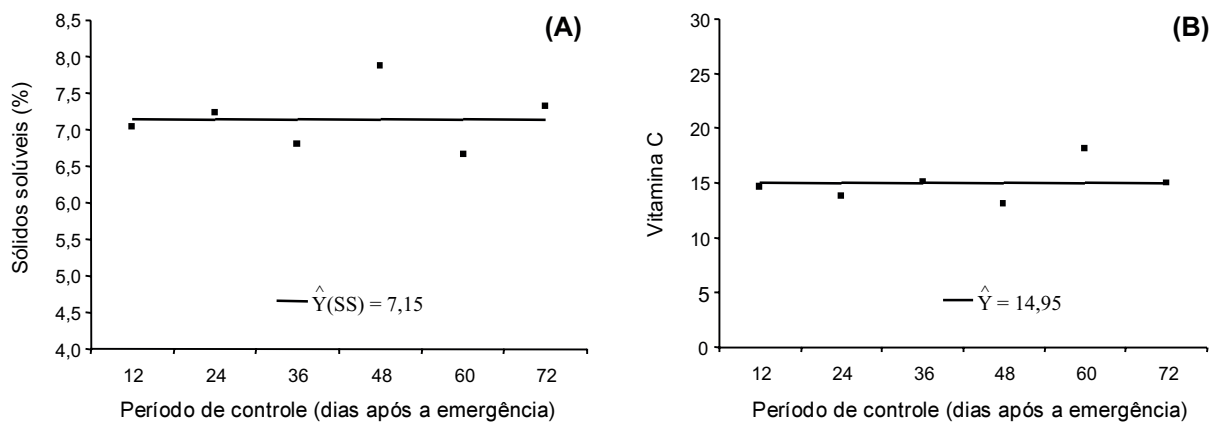 (A)
Sólidos solúveis (%)
8,5
8,0
7,5
7,0
6,5
6,0
5,5
5,0
4,5
4,0
Ŷ(SS) = 7,15
12 24 36 48 60 72
Período de controle (dias após a emergência)
(B)
Vitamina C
30
25
20
15
10
5
0
Ŷ = 14,95
12 24 36 48 60 72
Período de controle (dias após a emergência)